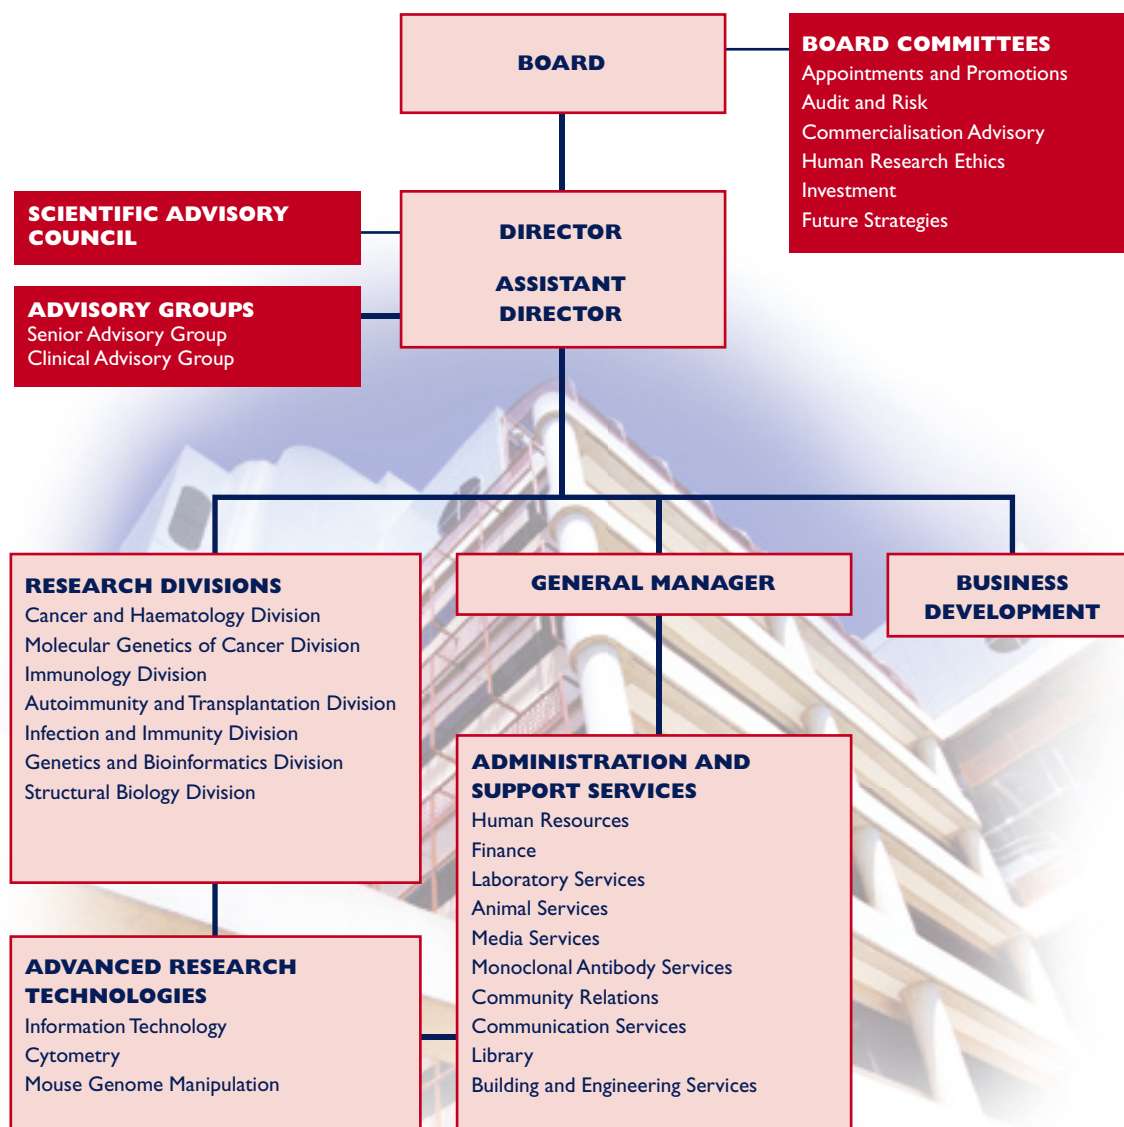 BOARD
BOARD COMMITTEES
Appointments and Promotions
Audit and Risk
Commercialisation Advisory
Human Research Ethics
Investment
Future Strategies
SCIENTIFIC ADVISORY
COUNCIL
DIRECTOR
ASSISTANT
DIRECTOR
ADVISORY GROUPS
Senior Advisory Group
Clinical Advisory Group
RESEARCH DIVISIONS
Cancer and Haematology Division
Molecular Genetics of Cancer Division
Immunology Division
Autoimmunity and Transplantation Division
Infection and Immunity Division
Genetics and Bioinformatics Division
Structural Biology Division
GENERAL MANAGER
BUSINESS
DEVELOPMENT
ADMINISTRATION AND
SUPPORT SERVICES
Human Resources
Finance
Laboratory Services
Animal Services
Media Services
Monoclonal Antibody Services
Community Relations
Communication Services
Library
Building and Engineering Services
ADVANCED RESEARCH
TECHNOLOGIES
Information Technology
Cytometry
Mouse Genome Manipulation